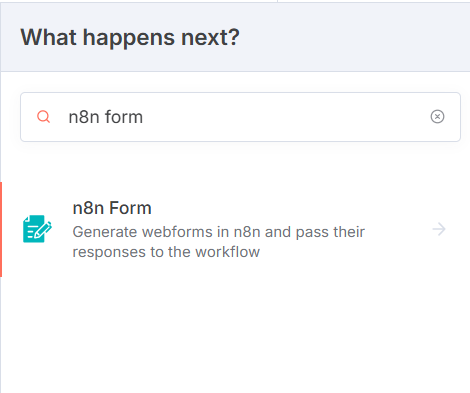 What happens next?
n8n form
n8n Form
Generate webforms in n8n and pass their
responses to the workflow